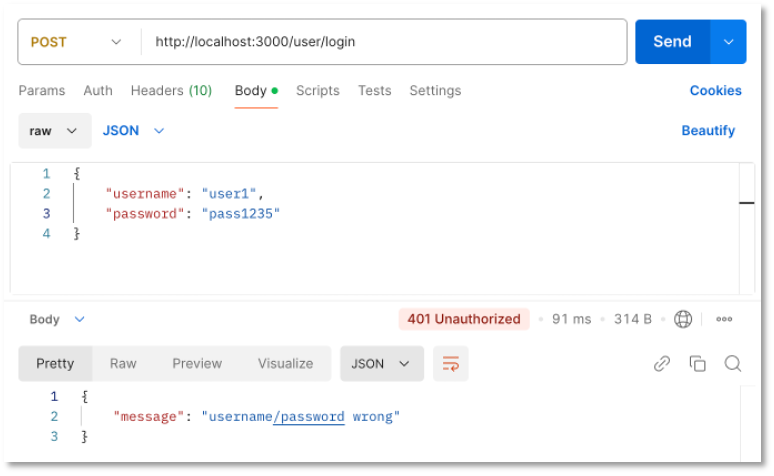 POST http://localhost:3000/user/login Send
Params Auth Headers (10) Body Scripts Tests Settings Cookies
raw JSON Beautify
1 {
2 "username": "user1",
3 "password": "pass1235"
4 }
Body 401 Unauthorized • 91 ms • 314 B
Pretty Raw Preview Visualize JSON
1 {
2 "message": "username/password wrong"
3 }